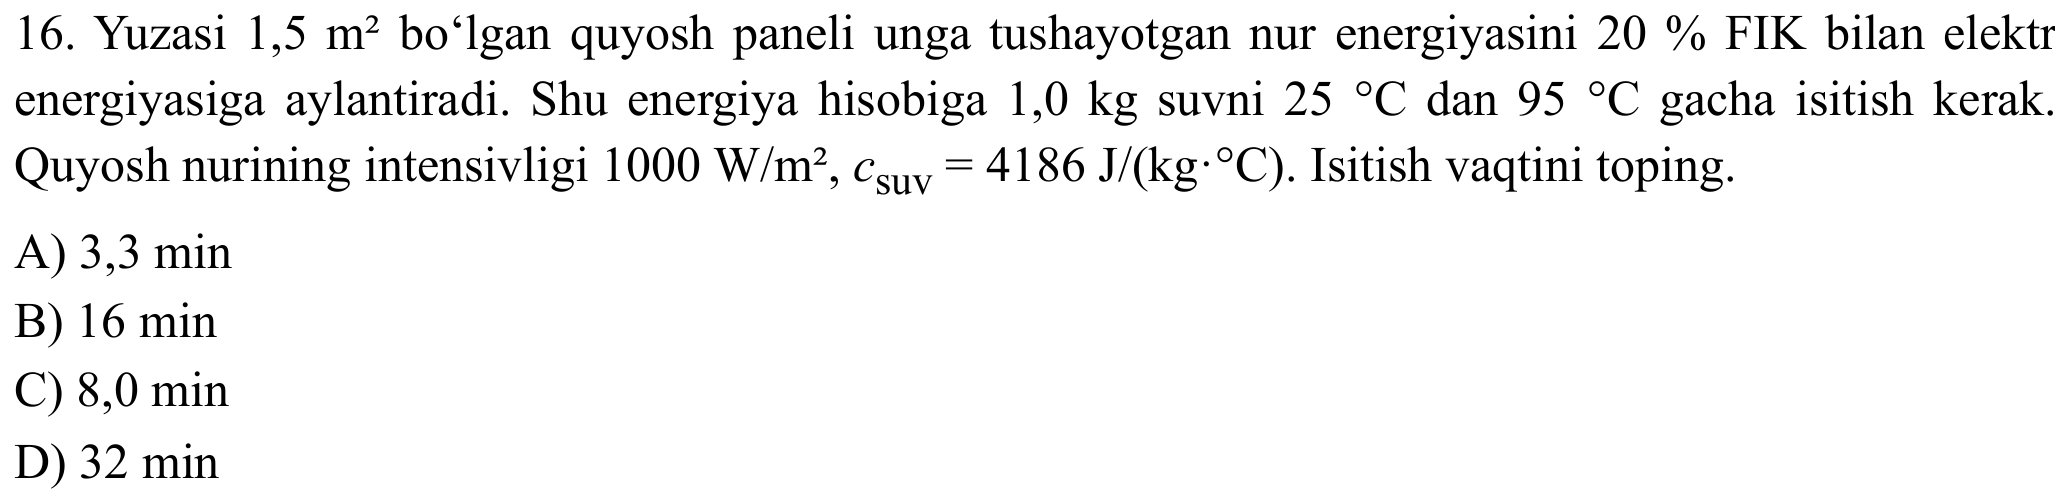 16. Yuzasi 1,5 m² bo‘lgan quyosh paneli unga tushayotgan nur energiyasini 20 % FIK bilan elektr
energiyasiga aylantiradi. Shu energiya hisobiga 1,0 kg suvni 25 °C dan 95 °C gacha isitish kerak.
Quyosh nurining intensivligi 1000 W/m², c_suv = 4186 J/(kg·°C). Isitish vaqtini toping.
A) 3,3 min
B) 16 min
C) 8,0 min
D) 32 min